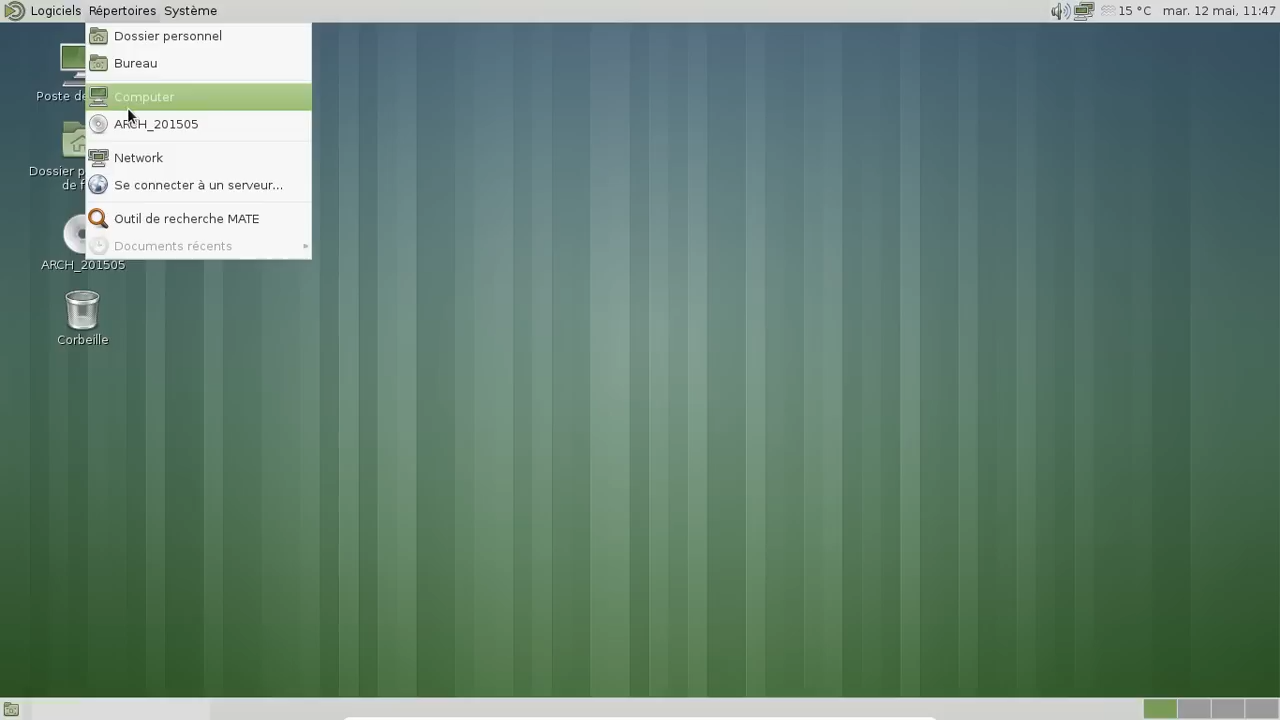 Logiciels Répertoires Système
15 °C mar. 12 mai, 11:47
Dossier personnel
Bureau
Computer
ARCH_201505
Network
Se connecter à un serveur...
Outil de recherche MATE
Documents récents
Poste de
Dossier p
de f
ARCH_201505
Corbeille